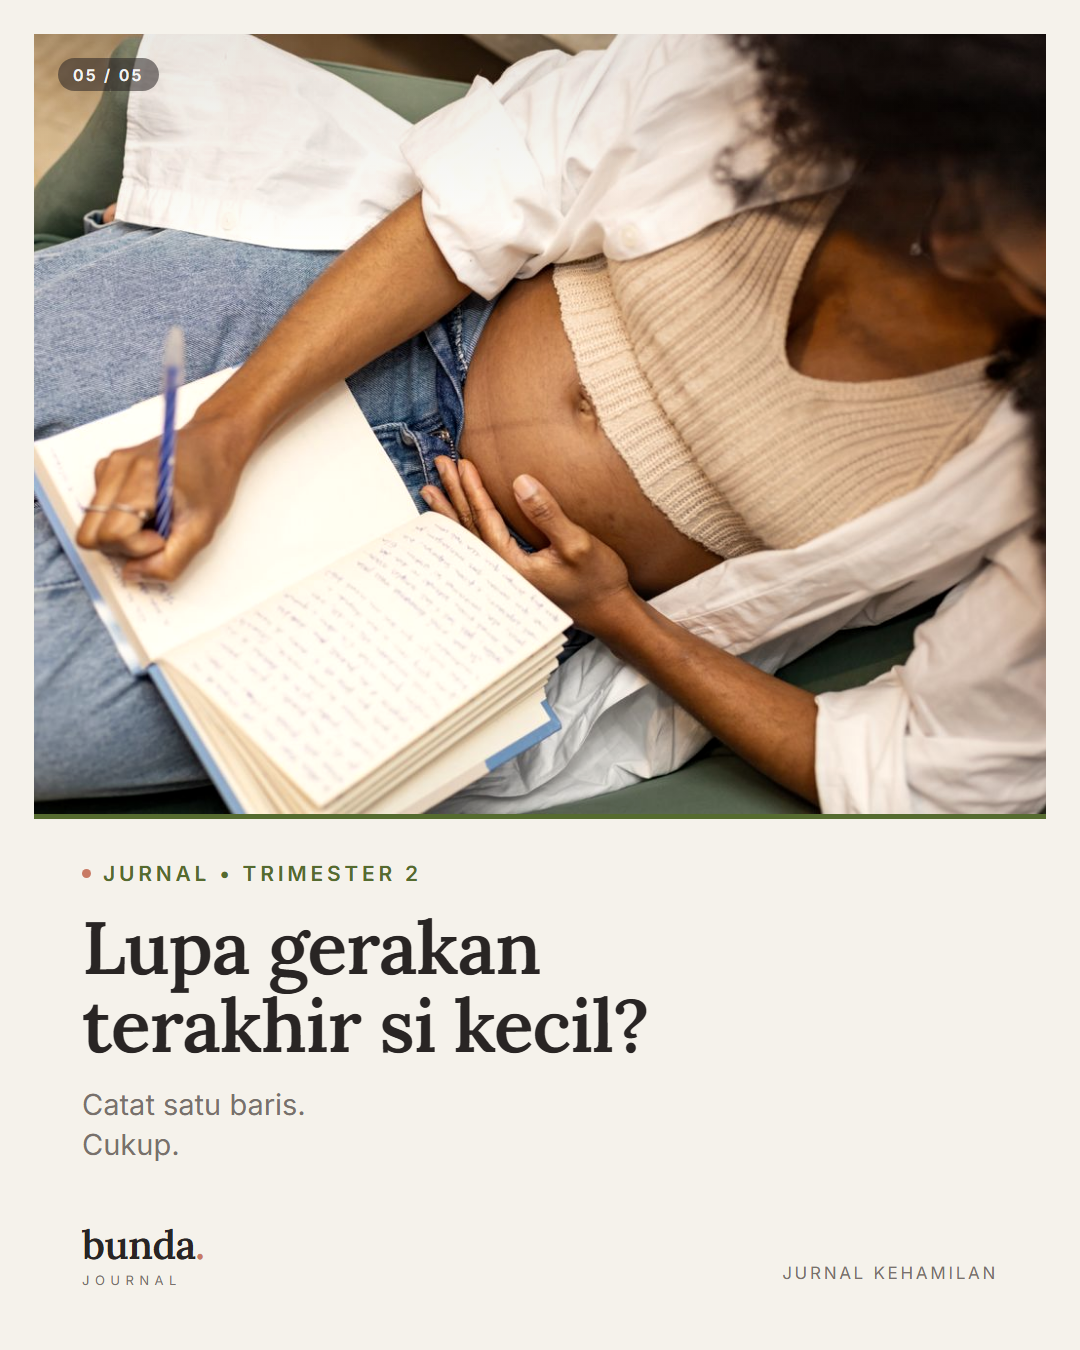 05 / 05
JURNAL • TRIMESTER 2
Lupa gerakan
terakhir si kecil?
Catat satu baris.
Cukup.
bunda.
JOURNAL
JURNAL KEHAMILAN